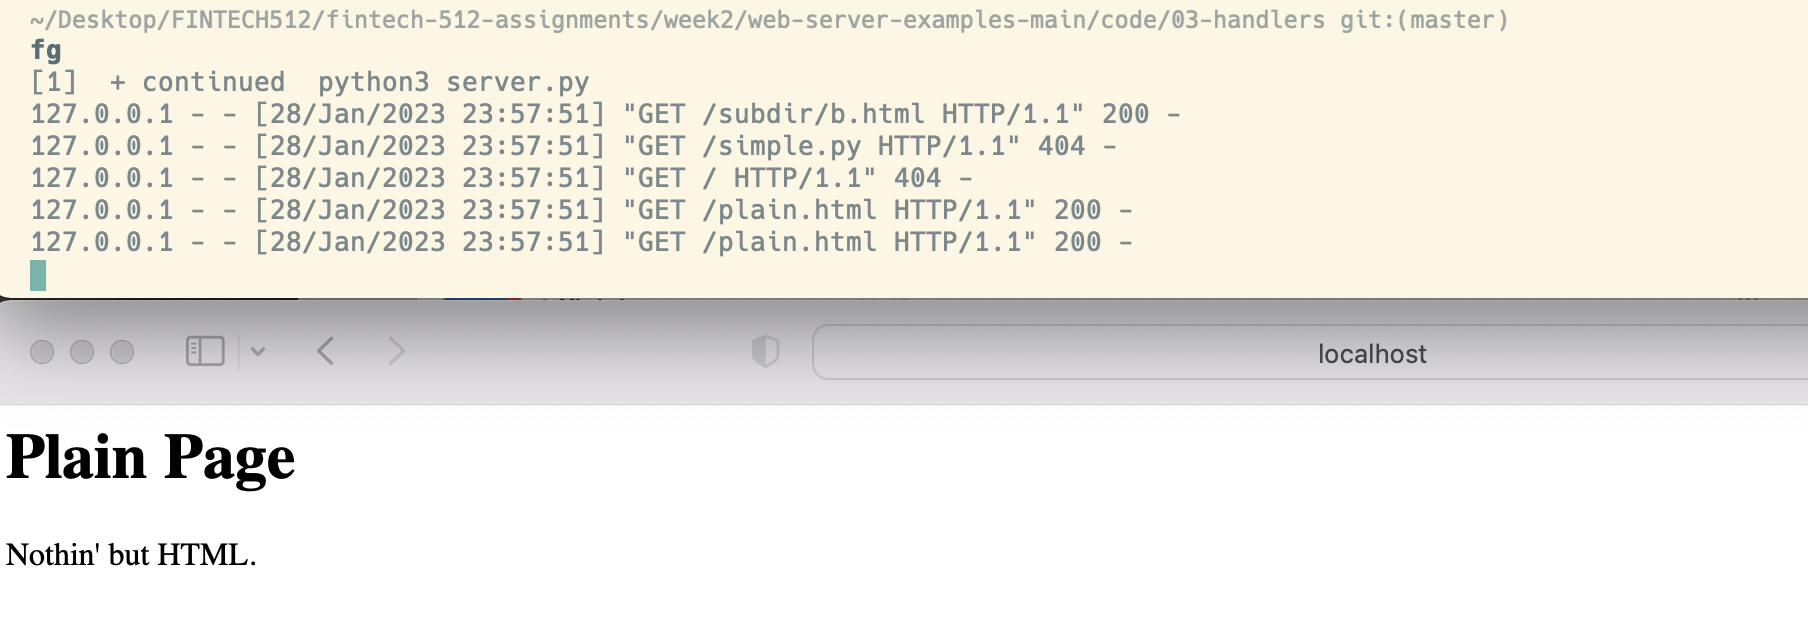 ~/Desktop/FINTECH512/fintech-512-assignments/week2/web-server-examples-main/code/03-handlers git:(master)
fg
[1]  + continued  python3 server.py
127.0.0.1 - - [28/Jan/2023 23:57:51] "GET /subdir/b.html HTTP/1.1" 200 -
127.0.0.1 - - [28/Jan/2023 23:57:51] "GET /simple.py HTTP/1.1" 404 -
127.0.0.1 - - [28/Jan/2023 23:57:51] "GET / HTTP/1.1" 404 -
127.0.0.1 - - [28/Jan/2023 23:57:51] "GET /plain.html HTTP/1.1" 200 -
127.0.0.1 - - [28/Jan/2023 23:57:51] "GET /plain.html HTTP/1.1" 200 -
localhost
Plain Page
Nothin' but HTML.